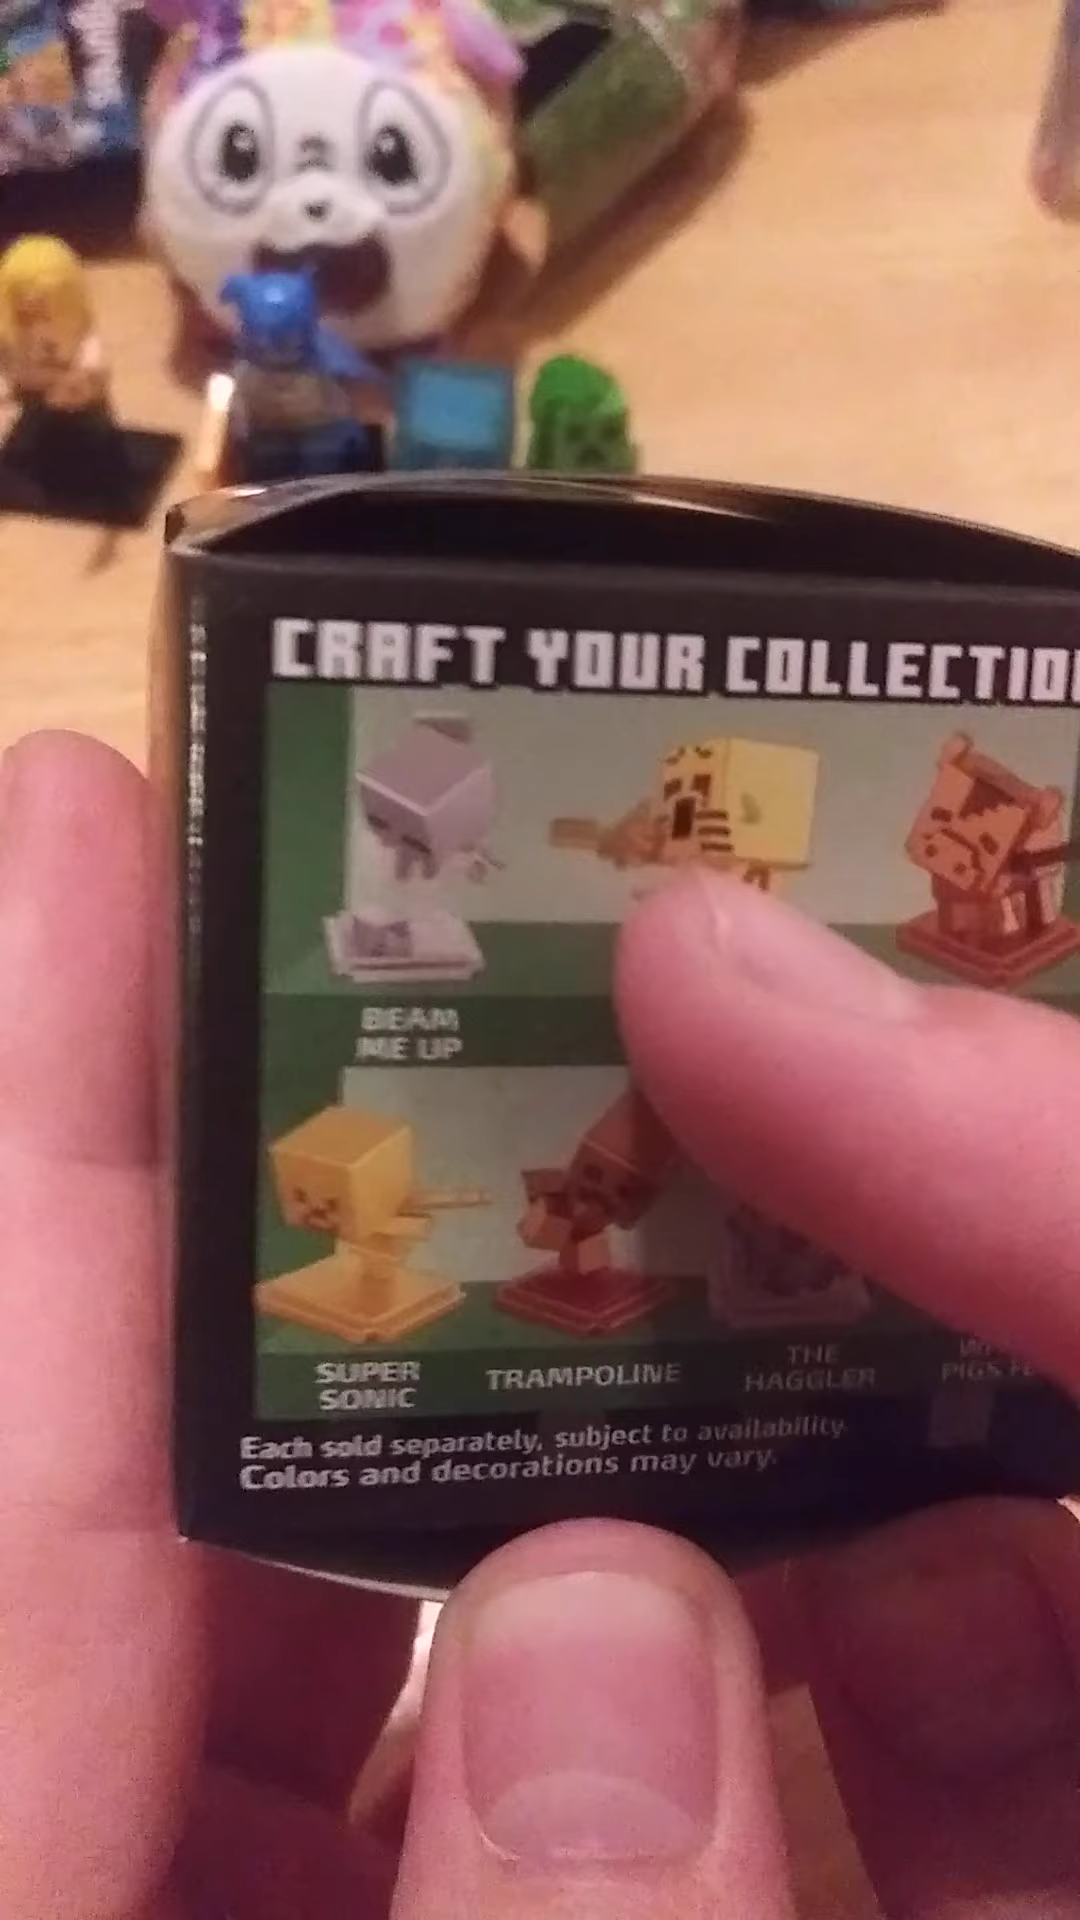 CRAFT YOUR COLLECTIO
BEAM
ME UP
SUPER
SONIC
TRAMPOLINE
THE
HAGGLER
PIGS
Each sold separately, subject to availability.
Colors and decorations may vary.